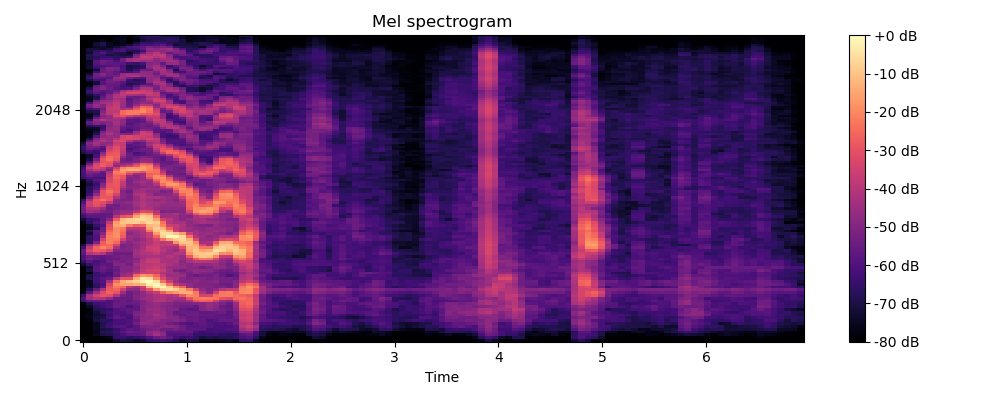 Mel spectrogram
+0 dB
-10 dB
2048
-20 dB
-30 dB
Hz
1024
-40 dB
-50 dB
512
-60 dB
-70 dB
0
-80 dB
0 1 2 3 4 5 6
Time